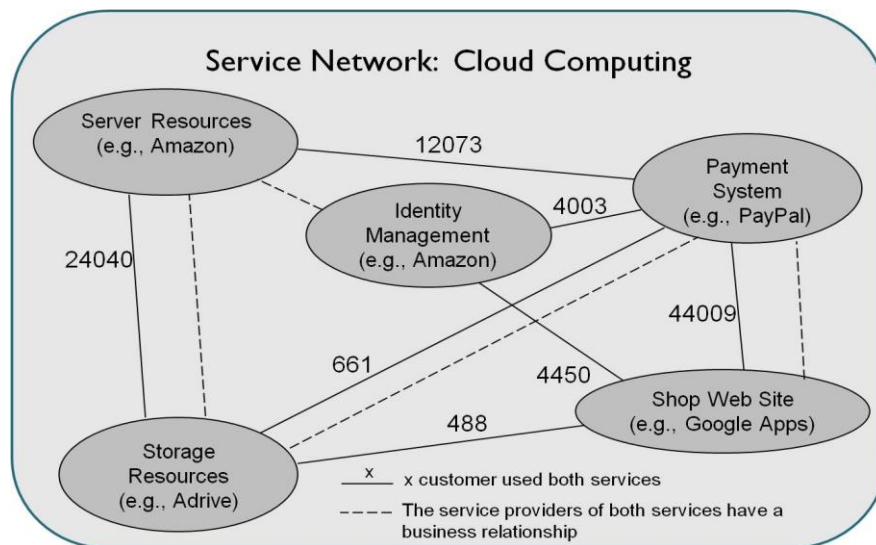 Service Network: Cloud Computing
Server Resources
(e.g., Amazon)
12073
Payment
System
(e.g., PayPal)
Identity
Management
(e.g., Amazon)
4003
24040
44009
661
4450
Shop Web Site
(e.g., Google Apps)
488
Storage
Resources
(e.g., Adrive)
x
x customer used both services
The service providers of both services have a
business relationship